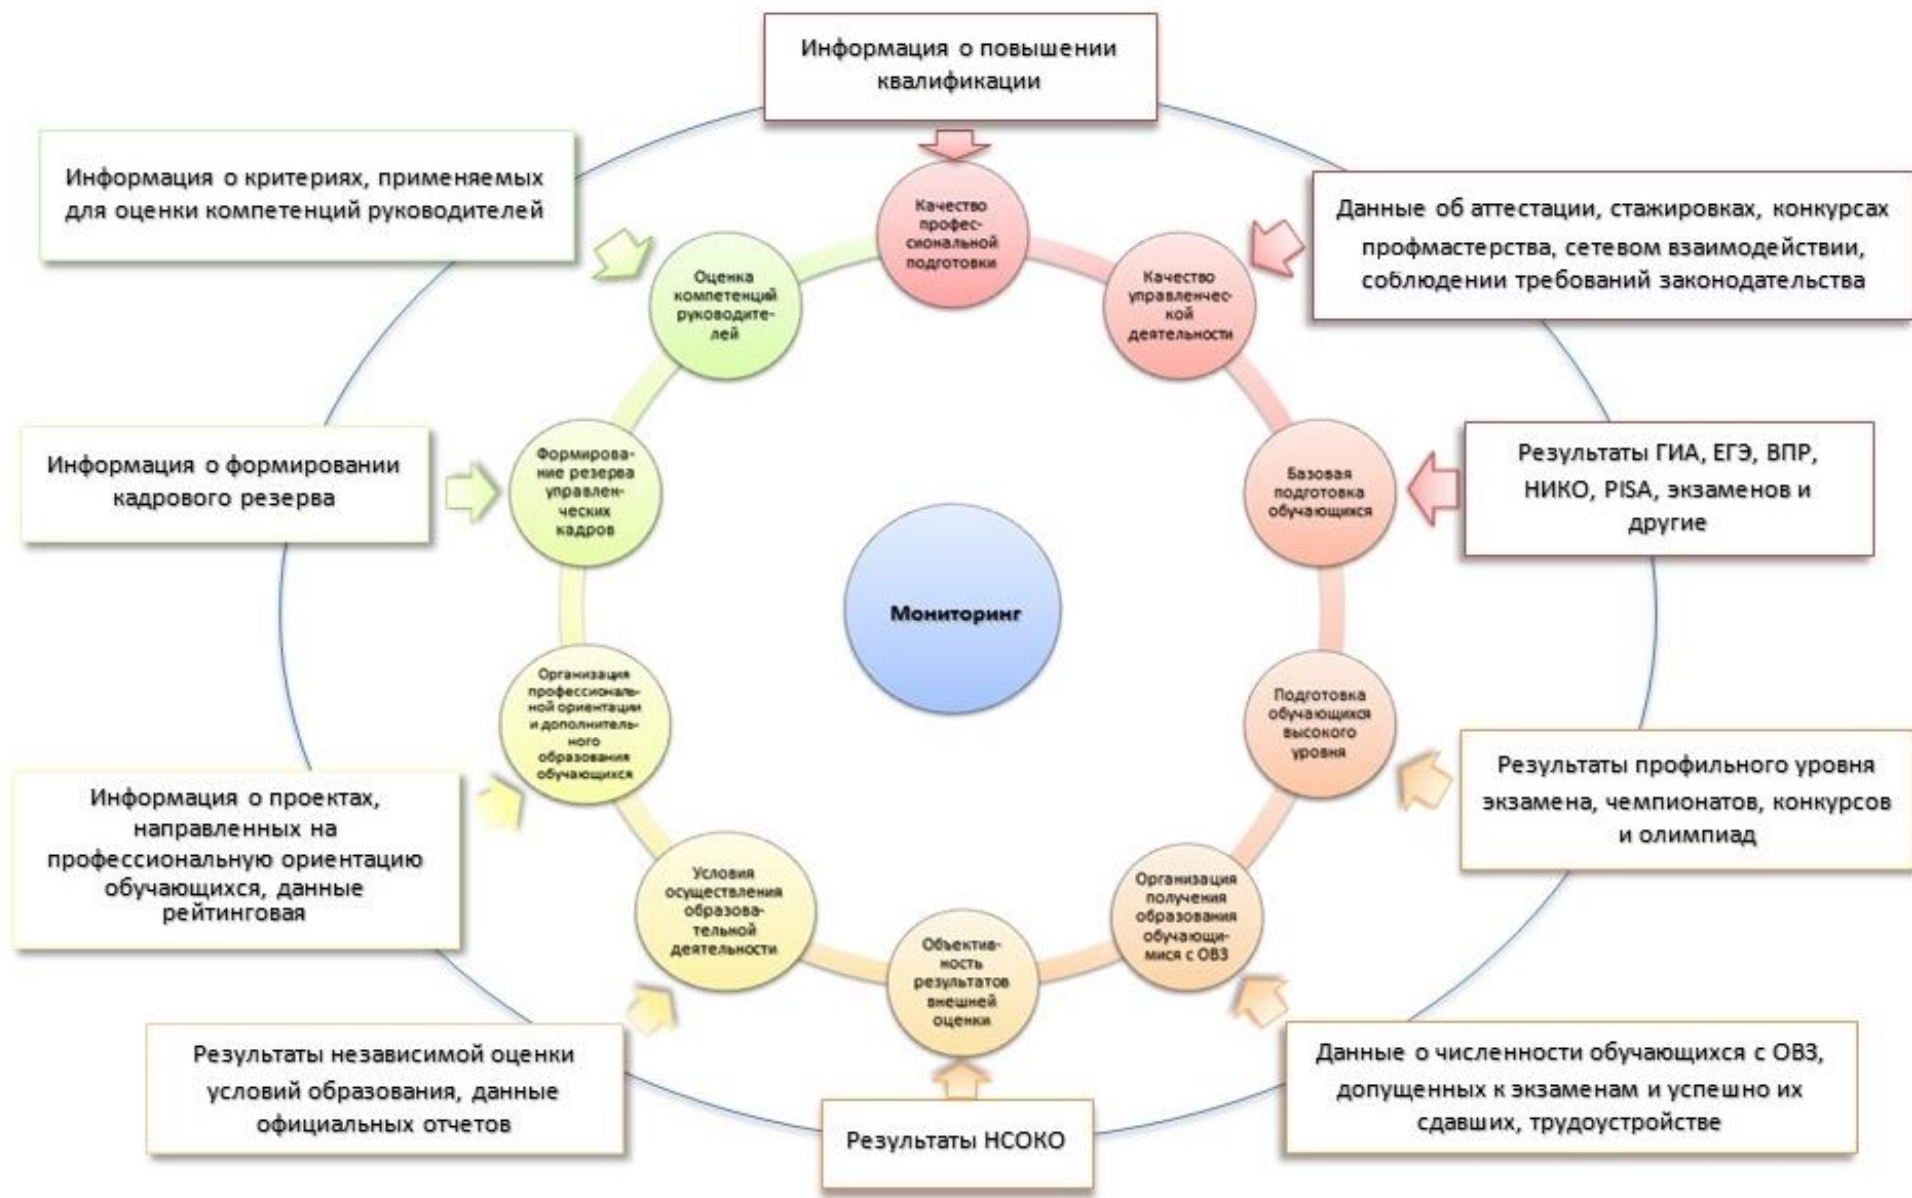 Информация о повышении
квалификации
Информация о критериях, применяемых
для оценки компетенций руководителей
Данные об аттестации, стажировках, конкурсах
профмастерства, сетевом взаимодействии,
соблюдении требований законодательства
Качество
профес-
сиональной
подготовки
Оценка
компетенций
руководите-
лей
Качество
управленчес-
кой
деятельности
Информация о формировании
кадрового резерва
Формирова-
ние резерва
управлен-
ческих
кадров
Базовая
подготовка
обучающихся
Результаты ГИА, ЕГЭ, ВПР,
НИКО, PISA, экзаменов и
другие
Мониторинг
Организация
профессиональ-
ной ориентации
и дополнитель-
ного
образования
обучающихся
Подготовка
обучающихся
высокого
уровня
Информация о проектах,
направленных на
профессиональную ориентацию
обучающихся, данные
рейтинговая
Результаты профильного уровня
экзамена, чемпионатов, конкурсов
и олимпиад
Условия
осуществления
образова-
тельной
деятельности
Объектив-
ность
результатов
внешней
оценки
Организация
получения
образования
обучающи-
мися с ОВЗ
Результаты независимой оценки
условий образования, данные
официальных отчетов
Результаты НСОКО
Данные о численности обучающихся с ОВЗ,
допущенных к экзаменам и успешно их
сдавших, трудоустройстве